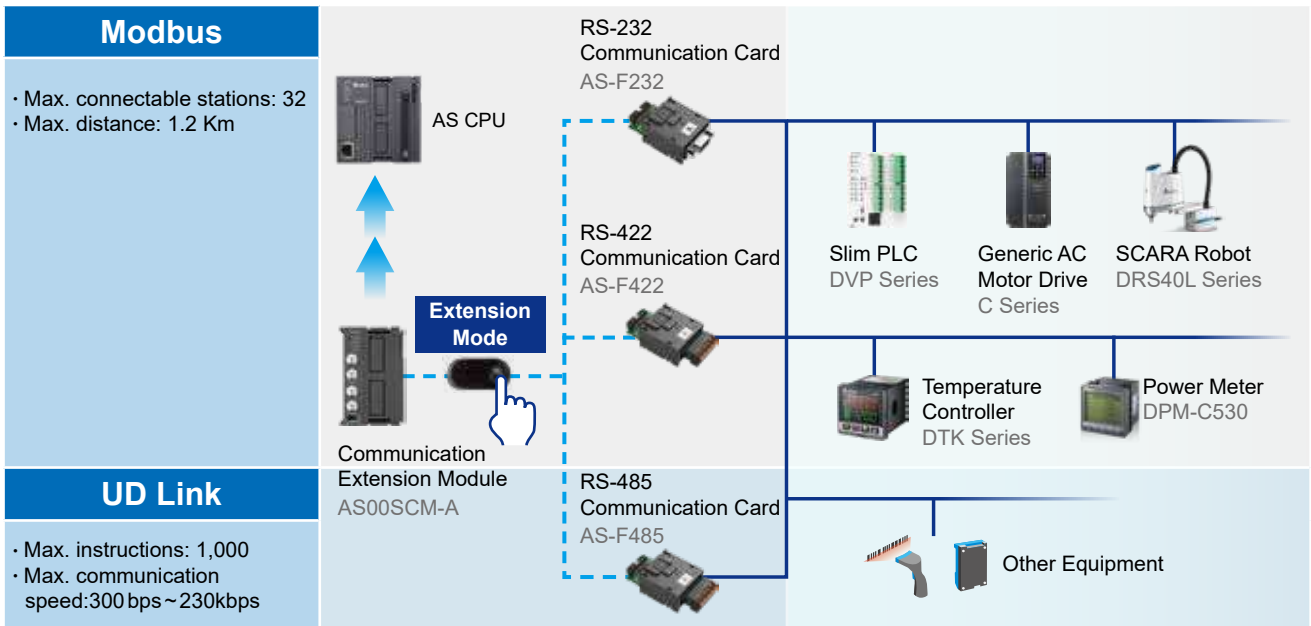 Modbus
· Max. connectable stations: 32
· Max. distance: 1.2 Km
AS CPU
Extension
Mode
Communication
Extension Module
AS00SCM-A
RS-232
Communication Card
AS-F232
RS-422
Communication Card
AS-F422
RS-485
Communication Card
AS-F485
Slim PLC
DVP Series
Generic AC
Motor Drive
C Series
SCARA Robot
DRS40L Series
Temperature
Controller
DTK Series
Power Meter
DPM-C530
Other Equipment
UD Link
· Max. instructions: 1,000
· Max. communication
speed:300 bps~230kbps